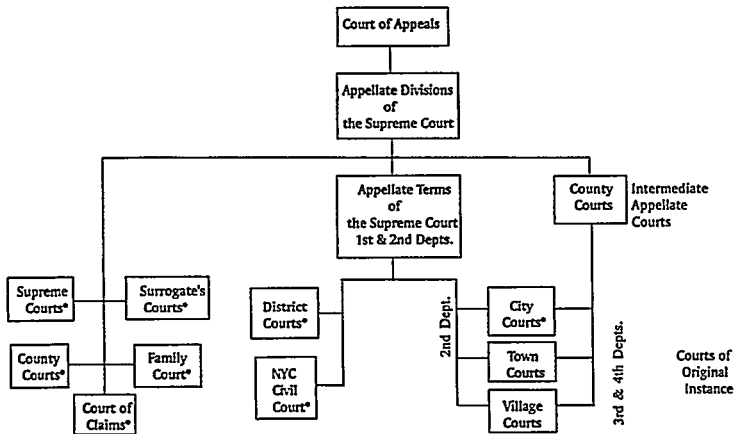 Court of Appeals
Appellate Divisions
of
the Supreme Court
Appellate Terms
of
the Supreme Court
1st & 2nd Depts.
County
Courts
Intermediate
Appellate
Courts
Supreme
Courts*
Surrogate's
Courts*
County
Courts*
Family
Court*
Court of
Claims*
District
Courts*
NYC
Civil
Court*
2nd Dept.
City
Courts*
Town
Courts
Village
Courts
3rd & 4th Depts.
Courts of
Original
Instance